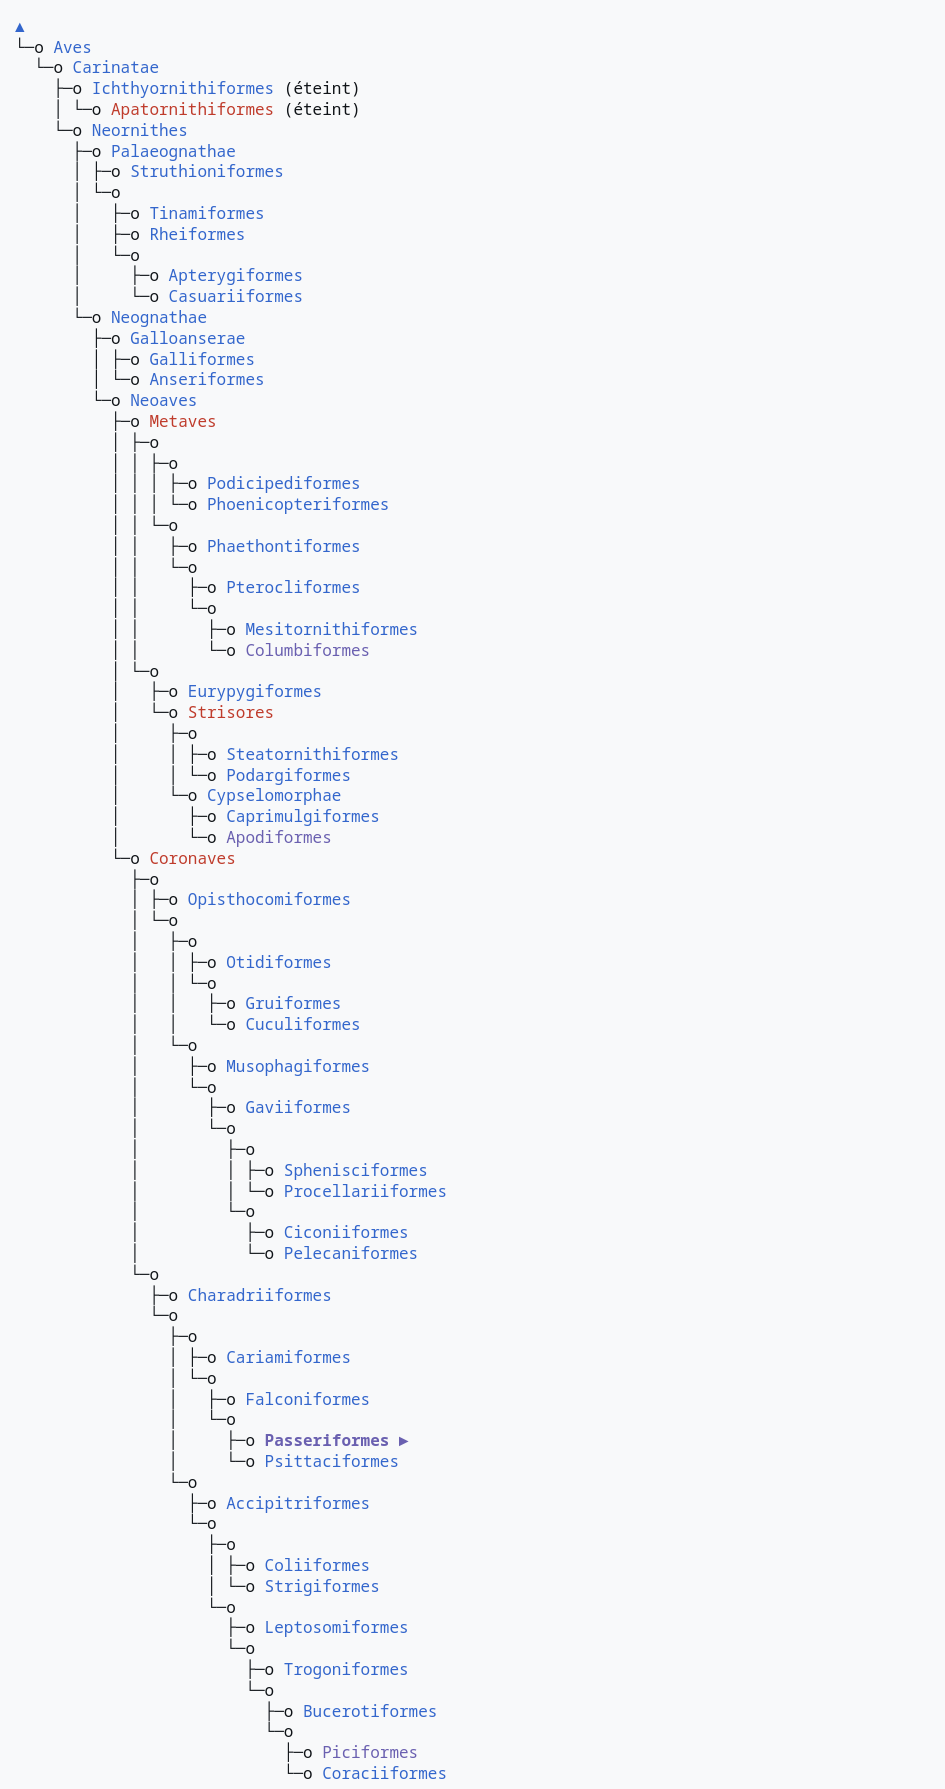 ▲
└─o Aves
  └─o Carinatae
    ├─o Ichthyornithiformes (éteint)
    │ └─o Apatornithiformes (éteint)
    └─o Neornithes
      ├─o Palaeognathae
      │ ├─o Struthioniformes
      │ └─o
      │   ├─o Tinamiformes
      │   ├─o Rheiformes
      │   └─o
      │     ├─o Apterygiformes
      │     └─o Casuariiformes
      └─o Neognathae
        ├─o Galloanserae
        │ ├─o Galliformes
        │ └─o Anseriformes
        └─o Neoaves
          ├─o Metaves
          │ ├─o
          │ │ ├─o
          │ │ │ ├─o Podicipediformes
          │ │ │ └─o Phoenicopteriformes
          │ │ └─o
          │ │   ├─o Phaethontiformes
          │ │   └─o
          │ │     ├─o Pterocliformes
          │ │     └─o
          │ │       ├─o Mesitornithiformes
          │ │       └─o Columbiformes
          │ └─o
          │   ├─o Eurypygiformes
          │   └─o Strisores
          │     ├─o
          │     │ ├─o Steatornithiformes
          │     │ └─o Podargiformes
          │     └─o Cypselomorphae
          │       ├─o Caprimulgiformes
          │       └─o Apodiformes
          └─o Coronaves
            ├─o
            │ ├─o Opisthocomiformes
            │ └─o
            │   ├─o
            │   │ ├─o Otidiformes
            │   │ └─o
            │   │   ├─o Gruiformes
            │   │   └─o Cuculiformes
            │   └─o
            │     ├─o Musophagiformes
            │     └─o
            │       ├─o Gaviiformes
            │       └─o
            │         ├─o
            │         │ ├─o Sphenisciformes
            │         │ └─o Procellariiformes
            │         └─o
            │           ├─o Ciconiiformes
            │           └─o Pelecaniformes
            └─o
              ├─o Charadriiformes
              └─o
                ├─o
                │ ├─o Cariamiformes
                │ └─o
                │   ├─o Falconiformes
                │   └─o
                │     ├─o Passeriformes ►
                │     └─o Psittaciformes
                └─o
                  ├─o Accipitriformes
                  └─o
                    ├─o
                    │ ├─o Coliiformes
                    │ └─o Strigiformes
                    └─o
                      ├─o Leptosomiformes
                      └─o
                        ├─o Trogoniformes
                        └─o
                          ├─o Bucerotiformes
                          └─o
                            ├─o Piciformes
                            └─o Coraciiformes